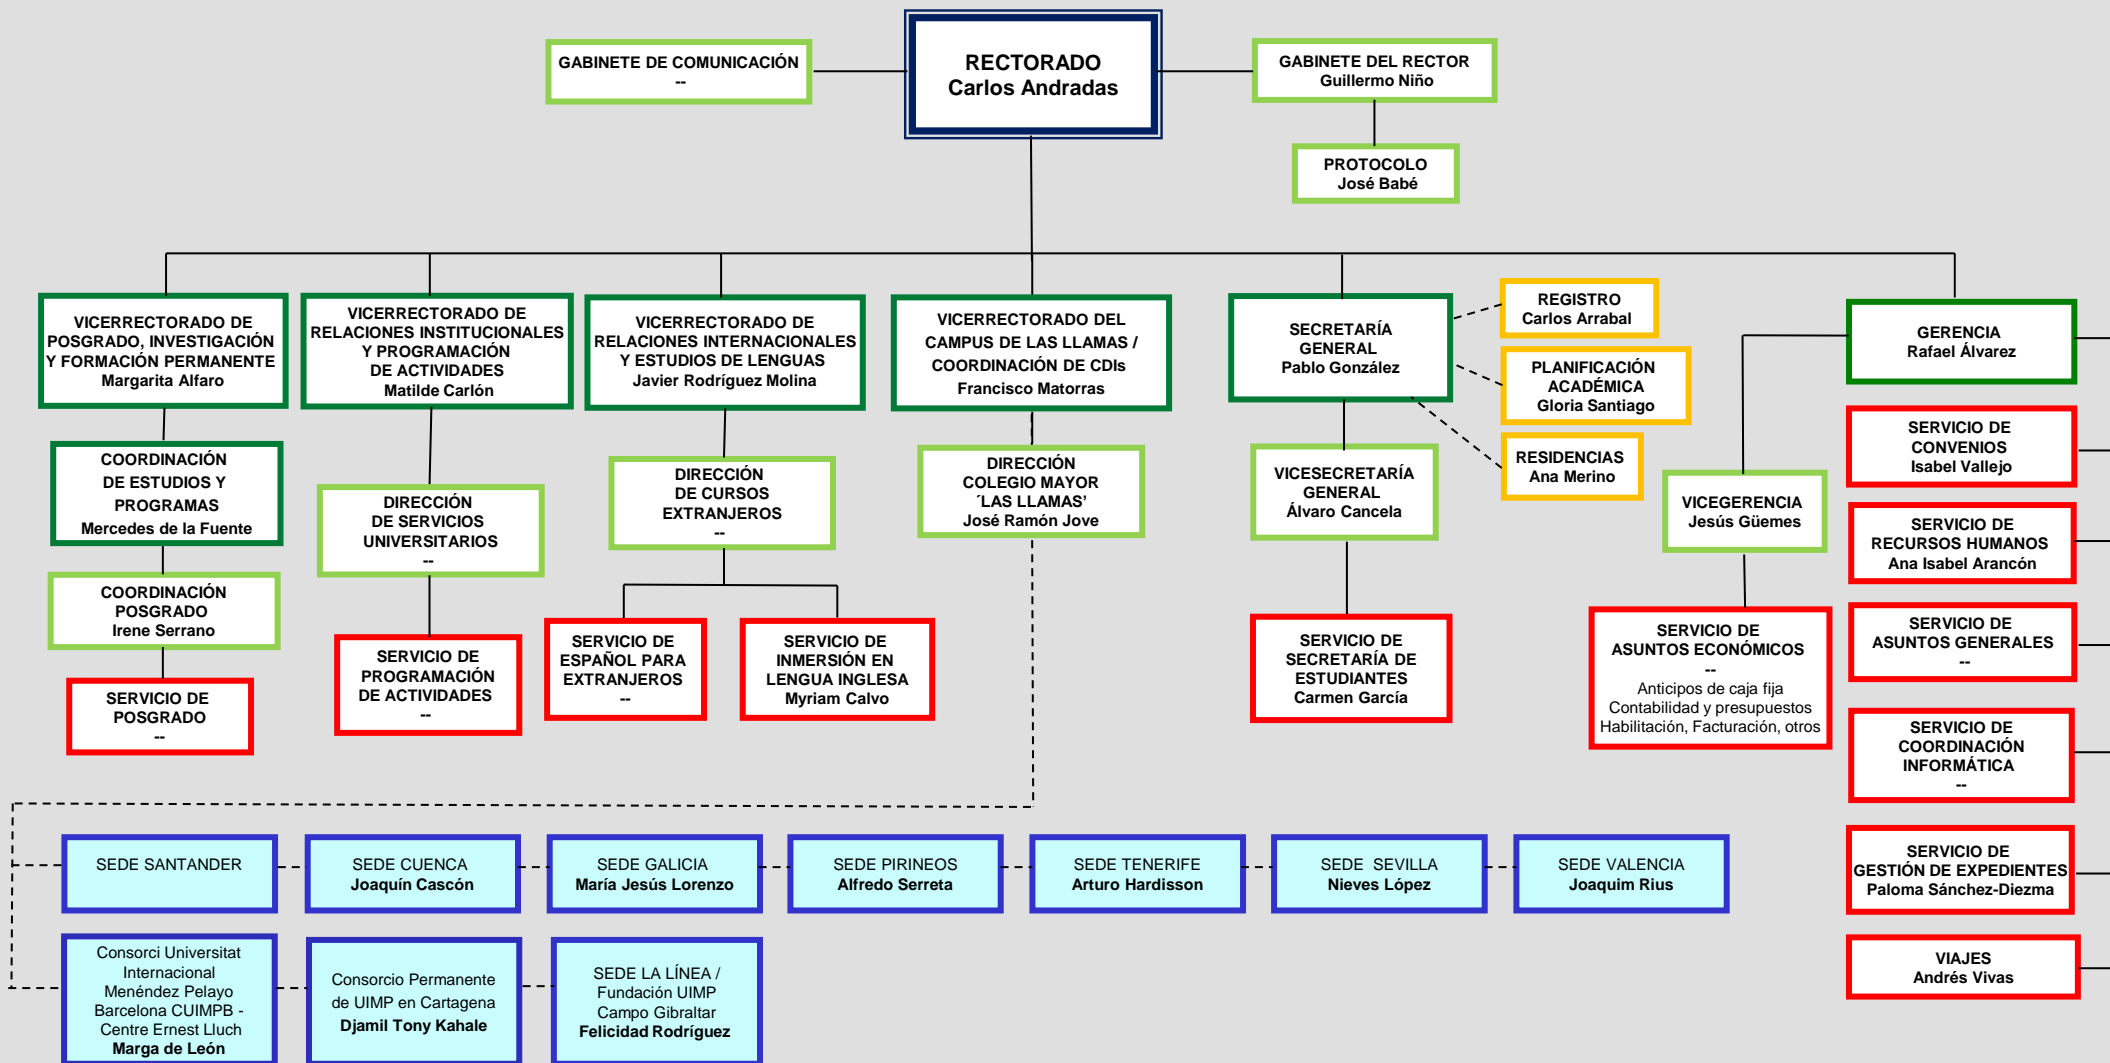 GABINETE DE COMUNICACIÓN
--
RECTORADO
Carlos Andradas
GABINETE DEL RECTOR
Guillermo Niño
PROTOCOLO
José Babé
VICERRECTORADO DE
POSGRADO, INVESTIGACIÓN
Y FORMACIÓN PERMANENTE
Margarita Alfaro
VICERRECTORADO DE
RELACIONES INSTITUCIONALES
Y PROGRAMACIÓN
DE ACTIVIDADES
Matilde Carlón
VICERRECTORADO DE
RELACIONES INTERNACIONALES
Y ESTUDIOS DE LENGUAS
Javier Rodríguez Molina
VICERRECTORADO DEL
CAMPUS DE LAS LLAMAS /
COORDINACIÓN DE CDIs
Francisco Matorras
SECRETARÍA
GENERAL
Pablo González
REGISTRO
Carlos Arrabal
PLANIFICACIÓN
ACADÉMICA
Gloria Santiago
RESIDENCIAS
Ana Merino
GERENCIA
Rafael Álvarez
COORDINACIÓN
DE ESTUDIOS Y
PROGRAMAS
Mercedes de la Fuente
DIRECCIÓN
DE SERVICIOS
UNIVERSITARIOS
--
DIRECCIÓN
DE CURSOS
EXTRANJEROS
--
DIRECCIÓN
COLEGIO MAYOR
´LAS LLAMAS’
José Ramón Jove
VICESECRETARÍA
GENERAL
Álvaro Cancela
VICEGERENCIA
Jesús Güemes
SERVICIO DE
CONVENIOS
Isabel Vallejo
SERVICIO DE
RECURSOS HUMANOS
Ana Isabel Arancón
COORDINACIÓN
POSGRADO
Irene Serrano
SERVICIO DE
POSGRADO
--
SERVICIO DE
PROGRAMACIÓN
DE ACTIVIDADES
--
SERVICIO DE
ESPAÑOL PARA
EXTRANJEROS
--
SERVICIO DE
INMERSIÓN EN
LENGUA INGLESA
Myriam Calvo
SERVICIO DE
SECRETARÍA DE
ESTUDIANTES
Carmen García
SERVICIO DE
ASUNTOS ECONÓMICOS
--
Anticipos de caja fija
Contabilidad y presupuestos
Habilitación, Facturación, otros
SERVICIO DE
ASUNTOS GENERALES
--
SERVICIO DE
COORDINACIÓN
INFORMÁTICA
--
SERVICIO DE
GESTIÓN DE EXPEDIENTES
Paloma Sánchez-Diezma
VIAJES
Andrés Vivas
SEDE SANTANDER
SEDE CUENCA
Joaquín Cascón
SEDE GALICIA
María Jesús Lorenzo
SEDE PIRINEOS
Alfredo Serreta
SEDE TENERIFE
Arturo Hardisson
SEDE SEVILLA
Nieves López
SEDE VALENCIA
Joaquim Rius
Consorci Universitat
Internacional
Menéndez Pelayo
Barcelona CUIMPB -
Centre Ernest Lluch
Marga de León
Consorcio Permanente
de UIMP en Cartagena
Djamil Tony Kahale
SEDE LA LÍNEA /
Fundación UIMP
Campo Gibraltar
Felicidad Rodríguez